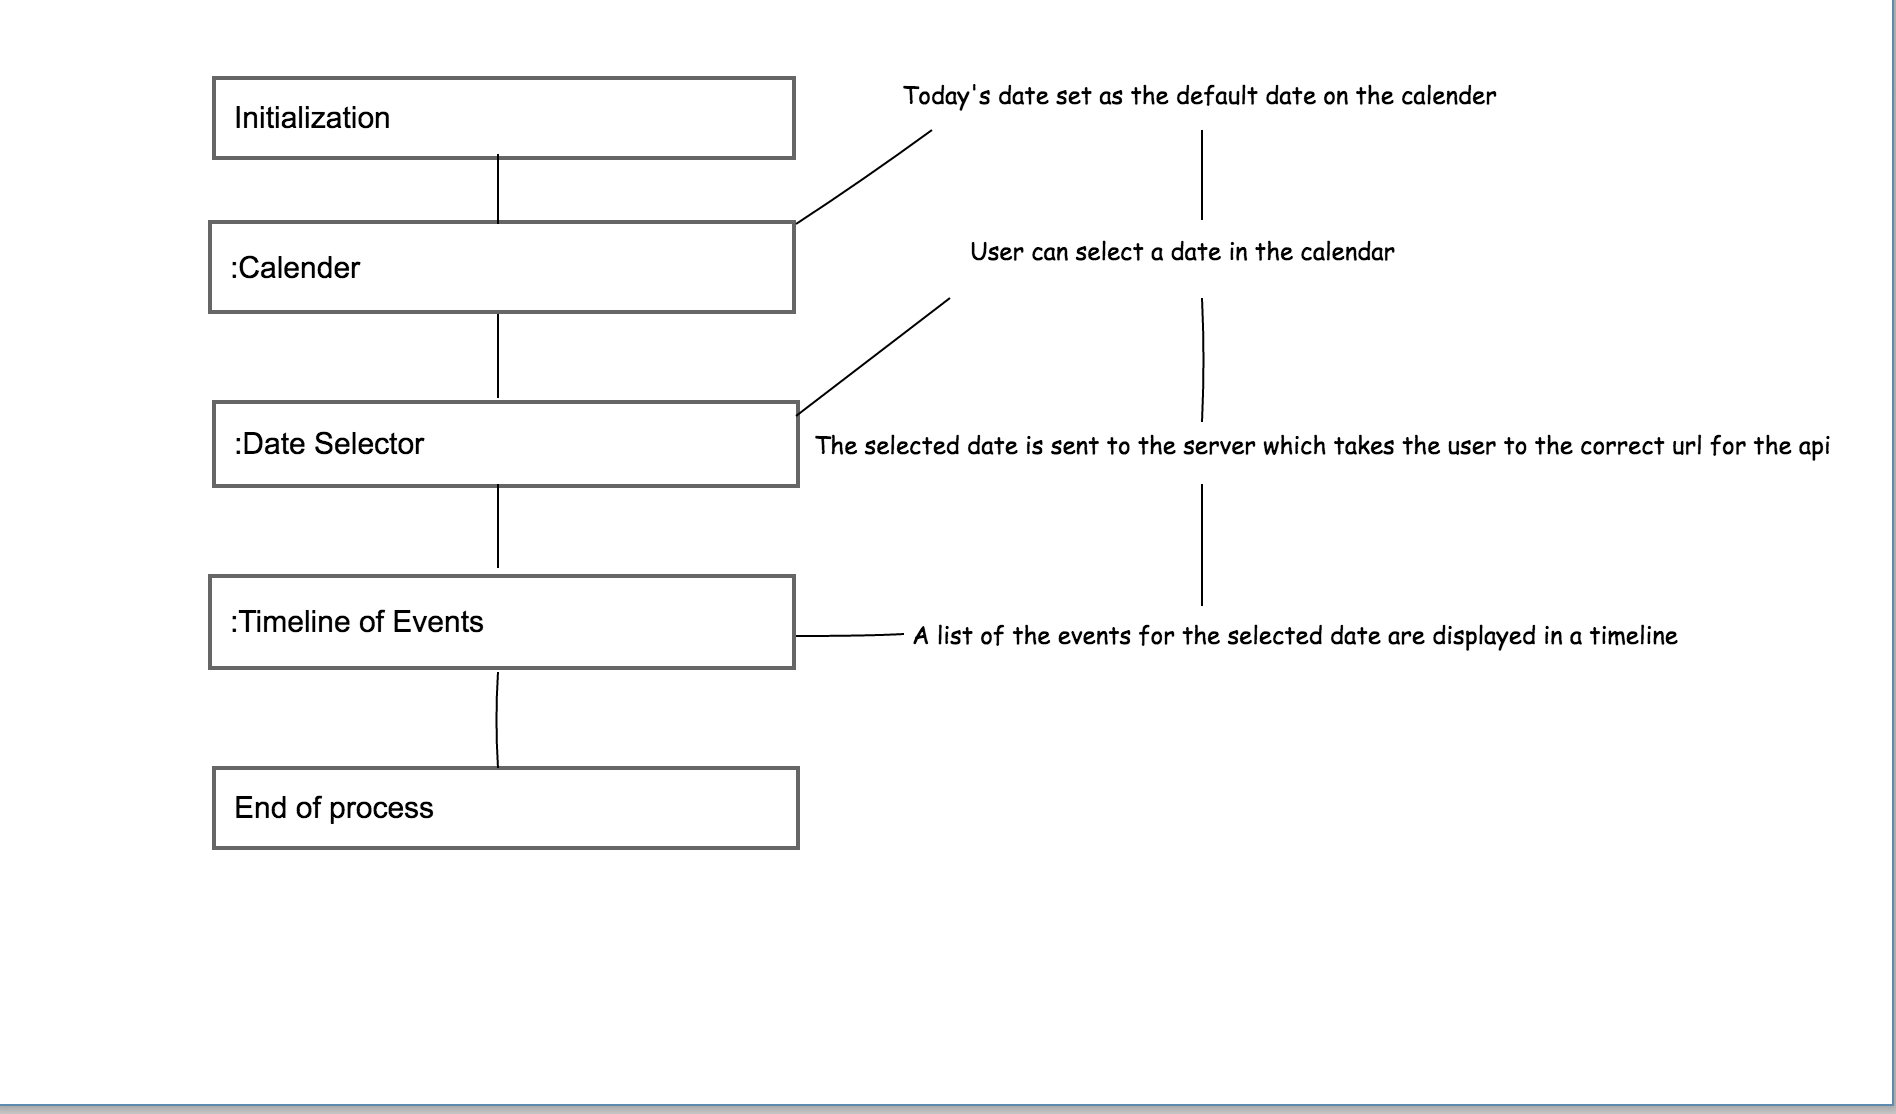 Initialization
Today's date set as the default date on the calender
:Calender
User can select a date in the calendar
:Date Selector
The selected date is sent to the server which takes the user to the correct url for the api
:Timeline of Events
A list of the events for the selected date are displayed in a timeline
End of process